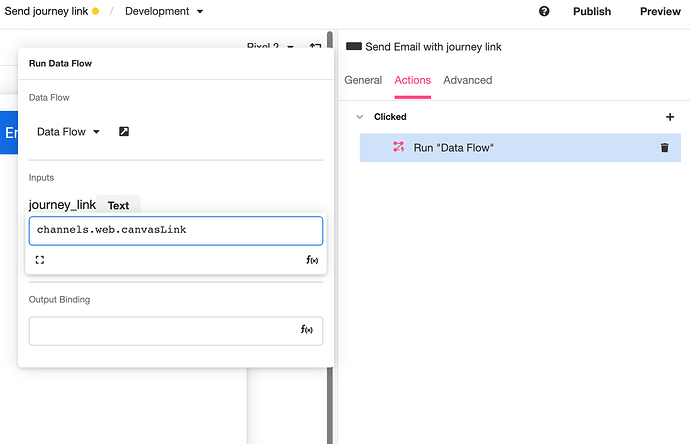 Send journey link / Development Publish Preview
Pixel 2
Send Email with journey link
Run Data Flow
General Actions Advanced
Data Flow
Clicked
Data Flow
Run "Data Flow"
Inputs
journey_link Text
channels.web.canvasLink
f(x)
Output Binding
f(x)